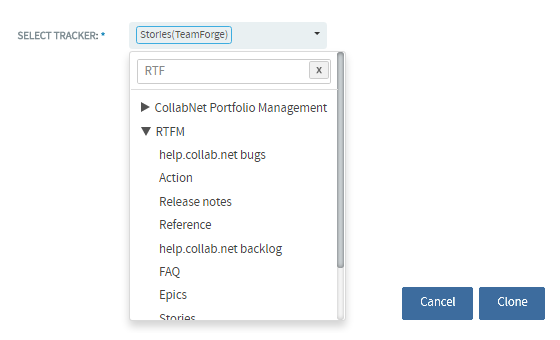 SELECT TRACKER: *
Stories(TeamForge)
RTF
x
CollabNet Portfolio Management
RTFM
help.collab.net bugs
Action
Release notes
Reference
help.collab.net backlog
FAQ
Epics
Stories
Cancel
Clone